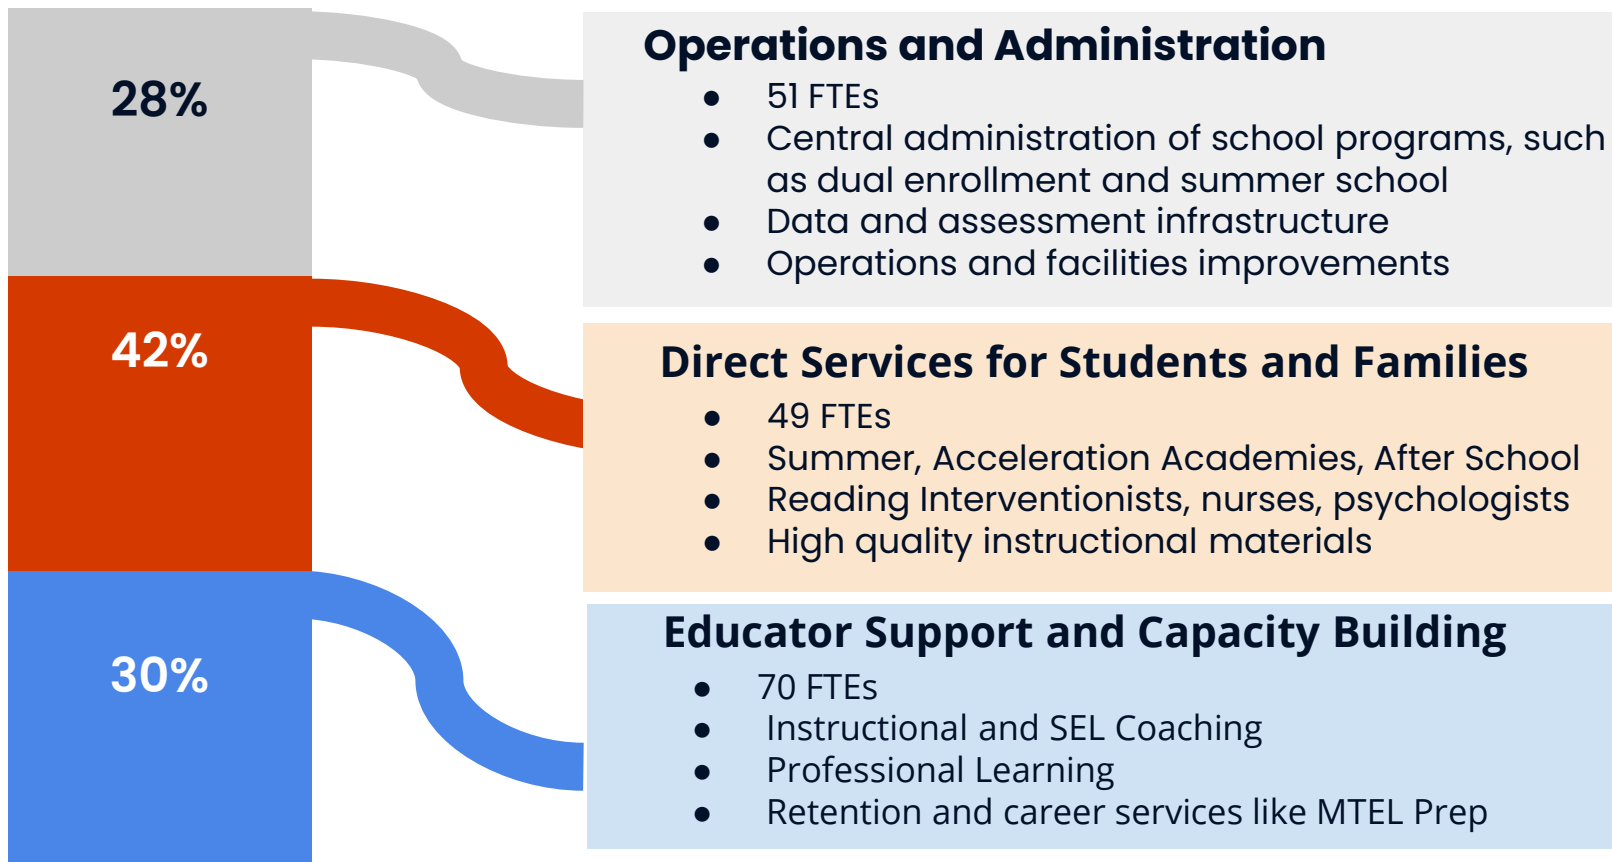 28%
Operations and Administration
● 51 FTEs
● Central administration of school programs, such
as dual enrollment and summer school
● Data and assessment infrastructure
● Operations and facilities improvements
42%
Direct Services for Students and Families
● 49 FTEs
● Summer, Acceleration Academies, After School
● Reading Interventionists, nurses, psychologists
● High quality instructional materials
30%
Educator Support and Capacity Building
● 70 FTEs
● Instructional and SEL Coaching
● Professional Learning
● Retention and career services like MTEL Prep